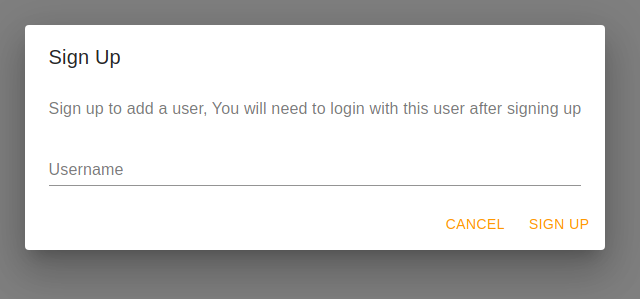 Sign Up
Sign up to add a user, You will need to login with this user after signing up
Username
CANCEL SIGN UP